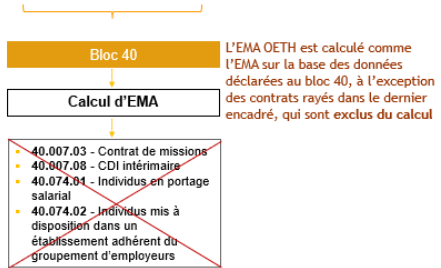 Bloc 40
L'EMA OETH est calculé comme
l'EMA sur la base des données
déclarées au bloc 40, à l'exception
des contrats rayés dans le dernier
encadré, qui sont exclus du calcul
Calcul d'EMA
40.007.03 - Contrat de missions
40.007.08 - CDI intérimaire
40.074.01 - Individus en portage
salarial
40.074.02 - Individus mis à
disposition dans un
établissement adhérent du
groupement d'employeurs